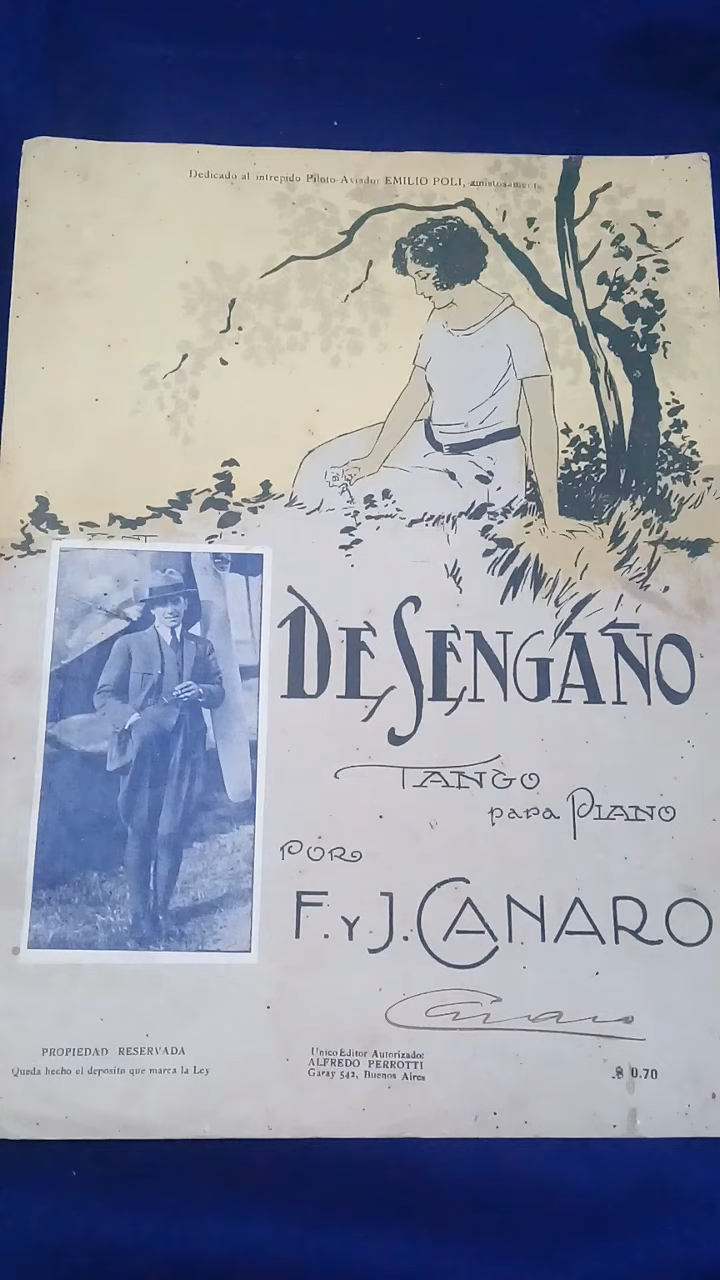 Dedicado al intrepido Piloto-Aviador EMILIO POLI, amistosamente
DESENGAÑO
TANGO
para PIANO
POR
F. Y J. CANARO
Canaro
PROPIEDAD RESERVADA
Queda hecho el deposito que marca la Ley
Unico Editor Autorizado:
ALFREDO PERROTTI
Garay 542, Buenos Aires
$ 0.70